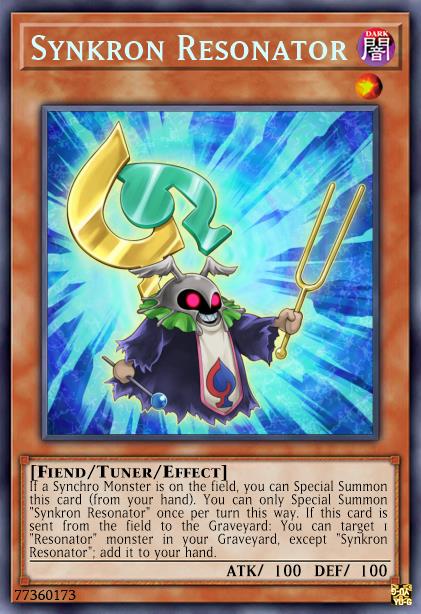 Synkron Resonator
DARK
闇
[Fiend/Tuner/Effect]
If a Synchro Monster is on the field, you can Special Summon
this card (from your hand). You can only Special Summon
"Synkron Resonator" once per turn this way. If this card is
sent from the field to the Graveyard: You can target 1
"Resonator" monster in your Graveyard, except "Synkron
Resonator"; add it to your hand.
ATK/ 100 DEF/ 100
77360173